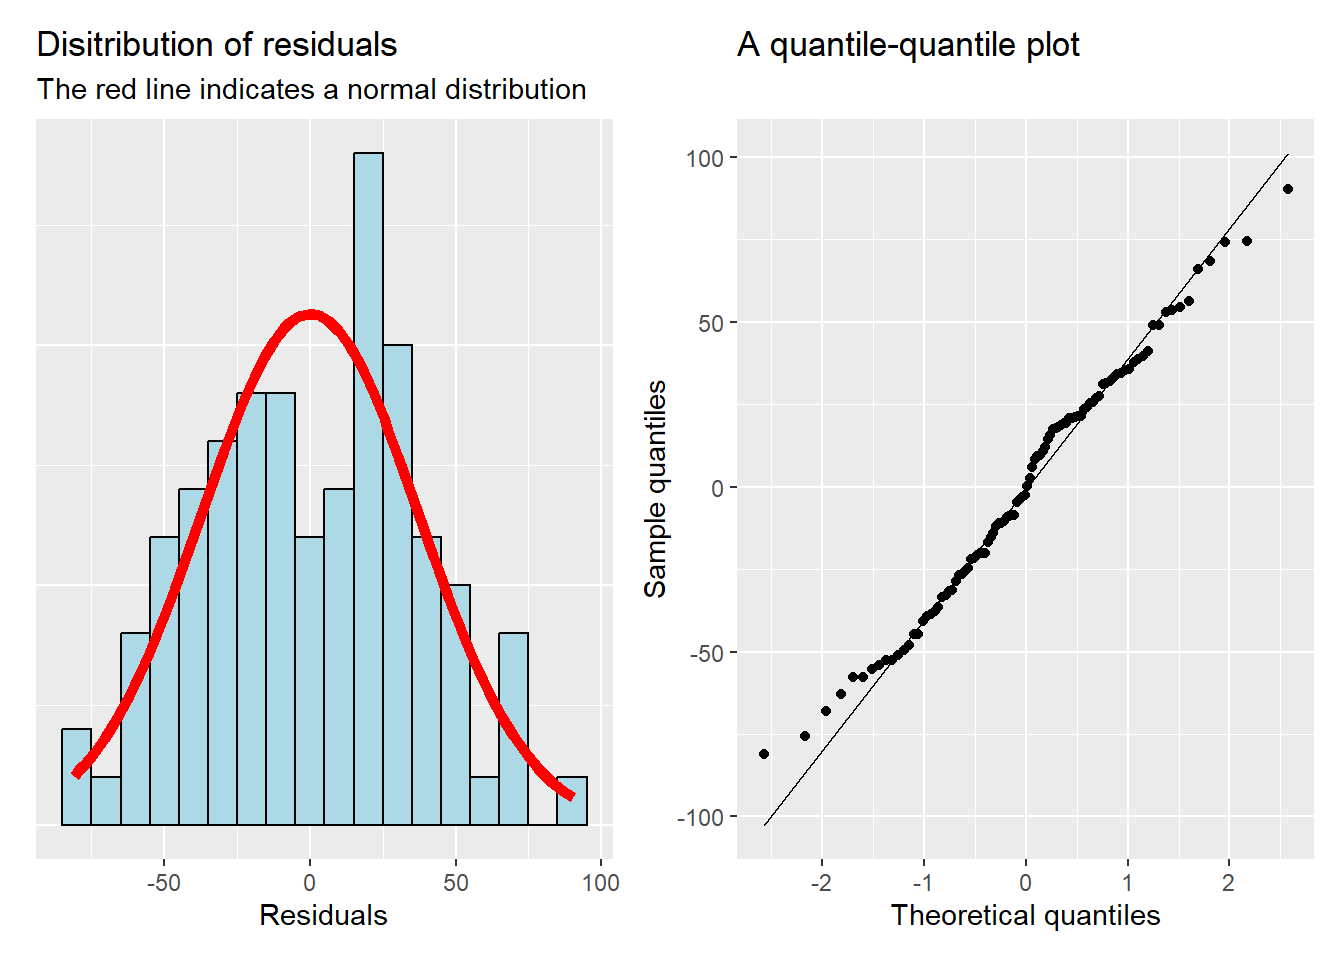 Disitribution of residuals
The red line indicates a normal distribution
-50
0
50
100
Residuals
A quantile-quantile plot
100
50
0
-50
-100
Sample quantiles
-2
-1
0
1
2
Theoretical quantiles